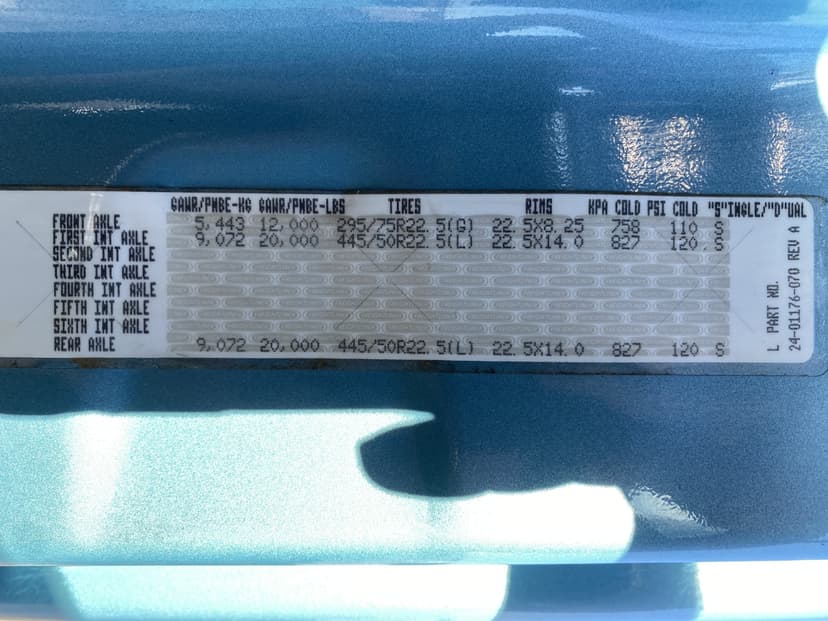 GAWR/PNBE-KG GAWR/PNBE-LBS TIRES RIMS KPA COLD PSI COLD "S"INGLE/"D"UAL
FRONT AXLE 5,443 12,000 295/75R22.5(G) 22.5X8.25 758 110 S
FIRST INT AXLE 9,072 20,000 445/50R22.5(L) 22.5X14.0 827 120 S
SECOND INT AXLE
THIRD INT AXLE
FOURTH INT AXLE
FIFTH INT AXLE
SIXTH INT AXLE
REAR AXLE 9,072 20,000 445/50R22.5(L) 22.5X14.0 827 120 S
L PART NO.
24-01176-070 REV A